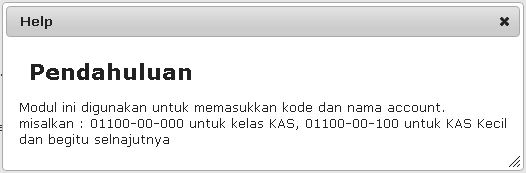 Help
Pendahuluan
Modul ini digunakan untuk memasukkan kode dan nama account.
misalkan : 01100-00-000 untuk kelas KAS, 01100-00-100 untuk KAS Kecil
dan begitu selnajutnya